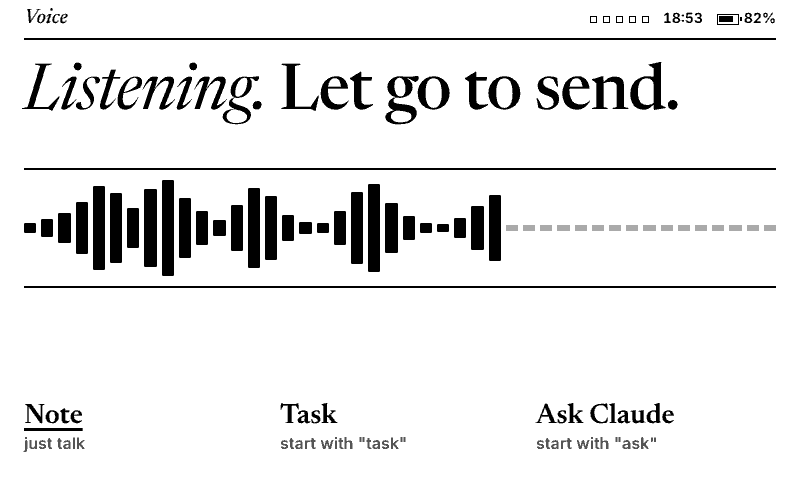 Voice
18:53 82%
Listening. Let go to send.
Note Task Ask Claude
just talk start with "task" start with "ask"